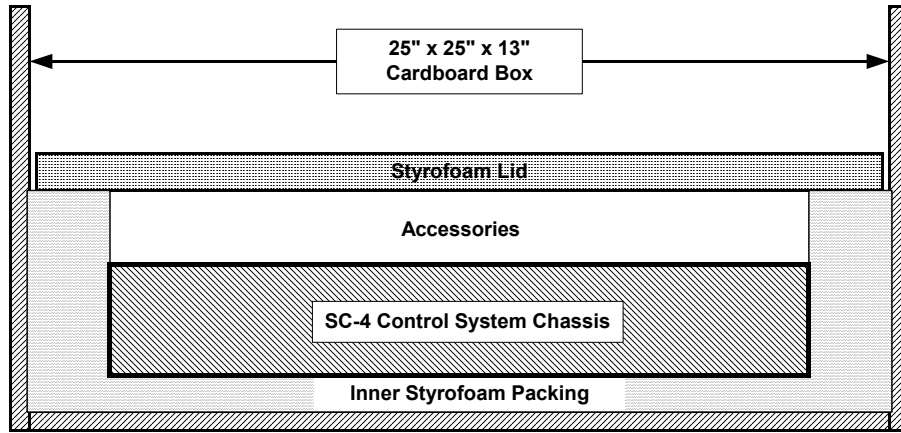 25" x 25" x 13"
Cardboard Box
Styrofoam Lid
Accessories
SC-4 Control System Chassis
Inner Styrofoam Packing